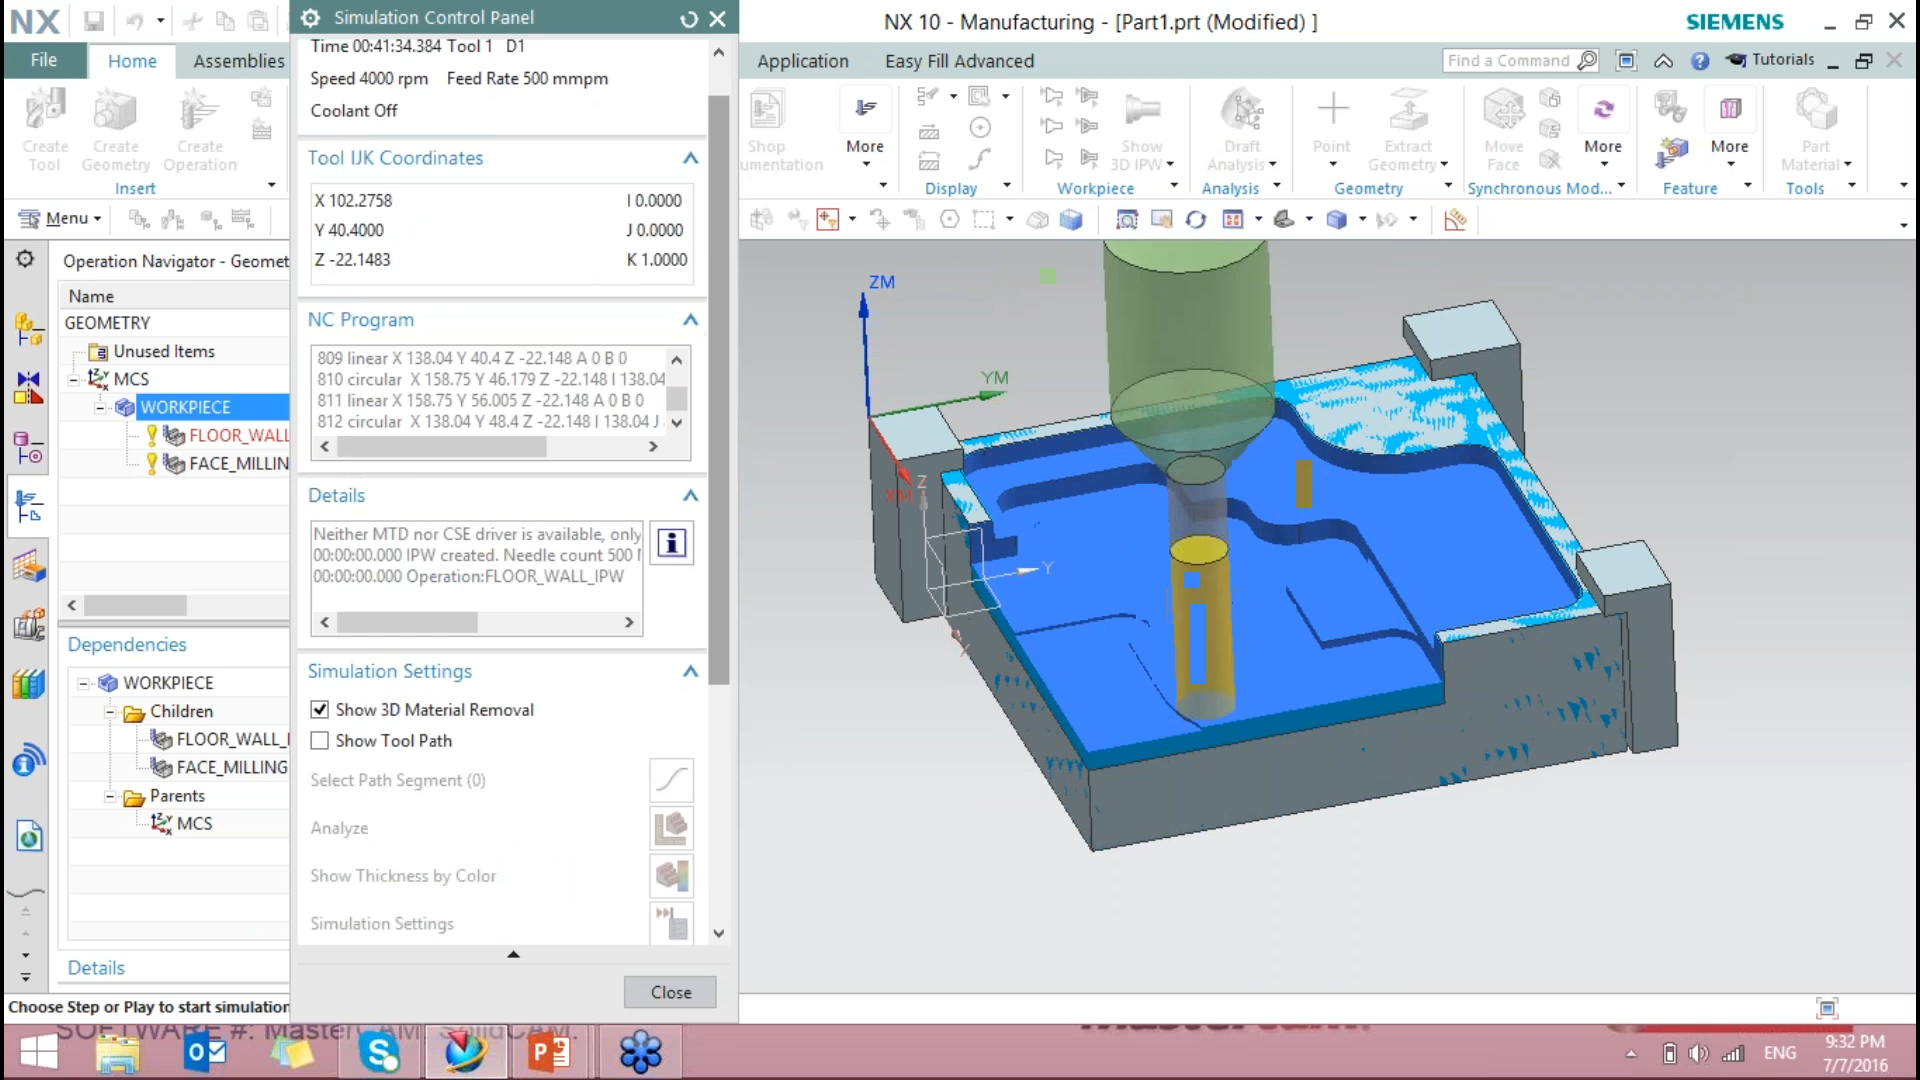 NX
Simulation Control Panel
NX 10 - Manufacturing - [Part1.prt (Modified) ]
SIEMENS
File
Home
Assemblies
Application
Easy Fill Advanced
Find a Command
Tutorials
Create Tool
Create Geometry
Create Operation
Insert
Shop
umentation
More
Display
Show 3D IPW
Workpiece
Draft Analysis
Analysis
Point
Extract Geometry
Geometry
Move Face
More
Synchronous Mod...
More
Feature
Part Material
Tools
Menu
Time 00:41:34.384 Tool 1 D1
Speed 4000 rpm Feed Rate 500 mmpm
Coolant Off
Tool IJK Coordinates
X 102.2758 I 0.0000
Y 40.4000 J 0.0000
Z -22.1483 K 1.0000
NC Program
809 linear X 138.04 Y 40.4 Z -22.148 A 0 B 0
810 circular X 158.75 Y 46.179 Z -22.148 I 138.04
811 linear X 158.75 Y 56.005 Z -22.148 A 0 B 0
812 circular X 138.04 Y 48.4 Z -22.148 I 138.04 J
Details
Neither MTD nor CSE driver is available, only
00:00:00.000 IPW created. Needle count 500
00:00:00.000 Operation:FLOOR_WALL_IPW
Simulation Settings
Show 3D Material Removal
Show Tool Path
Select Path Segment (0)
Analyze
Show Thickness by Color
Simulation Settings
Close
Operation Navigator - Geomet
Name
GEOMETRY
Unused Items
MCS
WORKPIECE
FLOOR_WALL
FACE_MILLIN
Dependencies
WORKPIECE
Children
FLOOR_WALL_
FACE_MILLING
Parents
MCS
Details
Choose Step or Play to start simulation
ZM
YM
XM
Z
Y
X
SOFTWARE #: MasterCAM, SolidCAM.
ENG
9:32 PM
7/7/2016